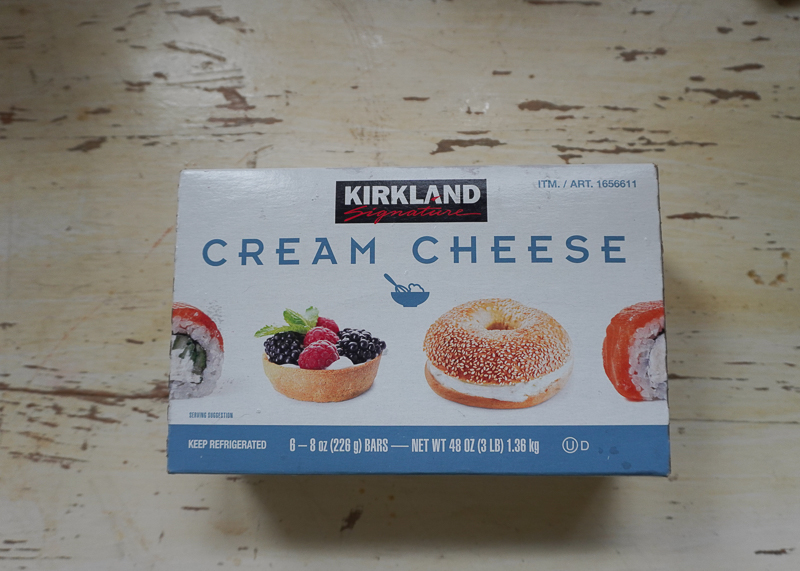 KIRKLAND
Signature
ITM. / ART. 1656611
CREAM CHEESE
SERVING SUGGESTION
KEEP REFRIGERATED
6 – 8 oz (226 g) BARS — NET WT 48 OZ (3 LB) 1.36 kg
U D